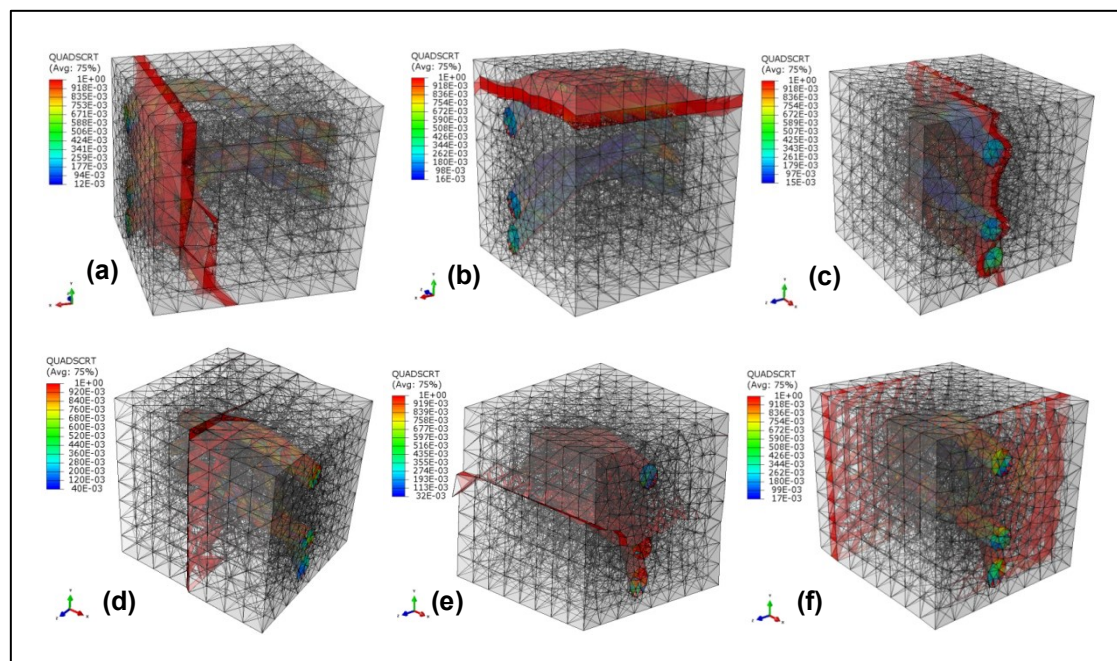 QUADSCRT
(Avg: 75%)
1E+00
918E-03
835E-03
753E-03
671E-03
588E-03
506E-03
424E-03
341E-03
259E-03
177E-03
94E-03
12E-03
(a)
QUADSCRT
(Avg: 75%)
1E+00
918E-03
836E-03
754E-03
672E-03
590E-03
508E-03
426E-03
344E-03
262E-03
180E-03
98E-03
16E-03
(b)
QUADSCRT
(Avg: 75%)
1E+00
918E-03
836E-03
754E-03
672E-03
589E-03
507E-03
425E-03
343E-03
261E-03
179E-03
97E-03
15E-03
(c)
QUADSCRT
(Avg: 75%)
1E+00
920E-03
840E-03
760E-03
680E-03
600E-03
520E-03
440E-03
360E-03
280E-03
200E-03
120E-03
40E-03
(d)
QUADSCRT
(Avg: 75%)
1E+00
919E-03
839E-03
758E-03
677E-03
597E-03
516E-03
435E-03
355E-03
274E-03
193E-03
113E-03
32E-03
(e)
QUADSCRT
(Avg: 75%)
1E+00
918E-03
836E-03
754E-03
672E-03
590E-03
508E-03
426E-03
344E-03
262E-03
180E-03
99E-03
17E-03
(f)